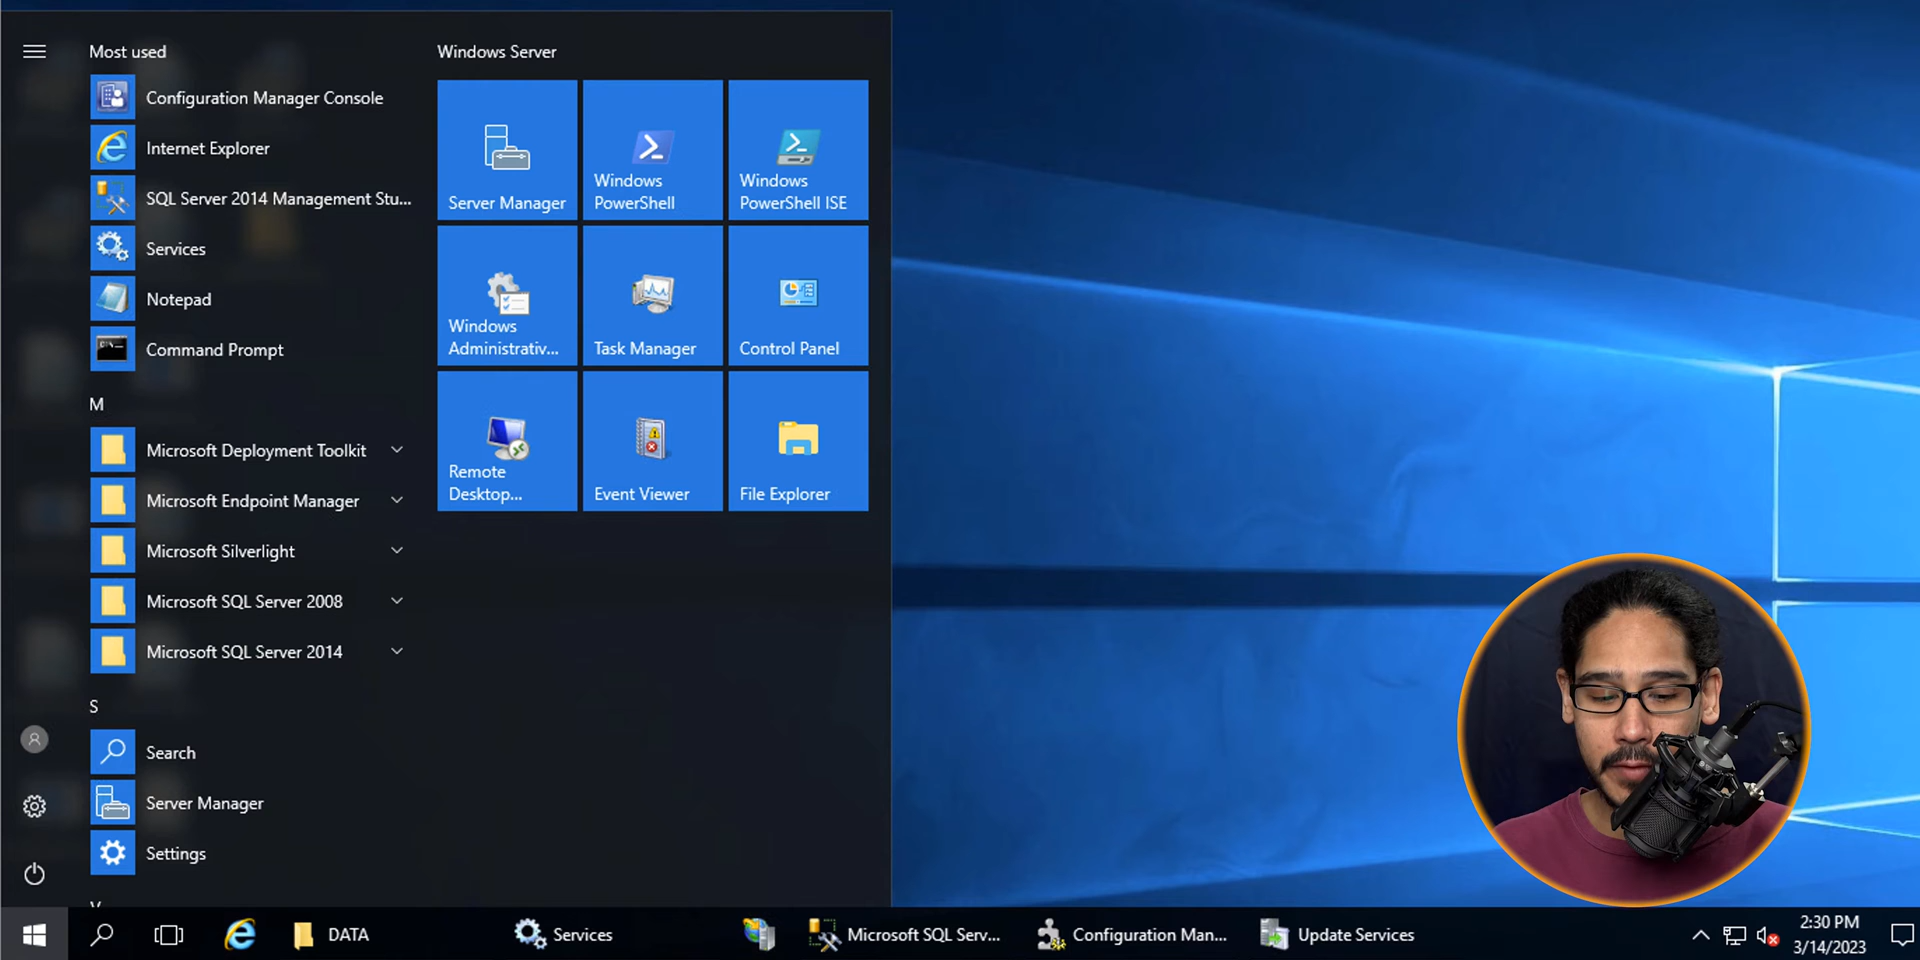 Most used
Configuration Manager Console
Internet Explorer
SQL Server 2014 Management Stu...
Services
Notepad
Command Prompt
M
Microsoft Deployment Toolkit
Microsoft Endpoint Manager
Microsoft Silverlight
Microsoft SQL Server 2008
Microsoft SQL Server 2014
S
Search
Server Manager
Settings
Windows Server
Server Manager
Windows
PowerShell
Windows
PowerShell ISE
Windows
Administrativ...
Task Manager
Control Panel
Remote
Desktop...
Event Viewer
File Explorer
DATA
Services
Microsoft SQL Serv...
Configuration Man...
Update Services
2:30 PM
3/14/2023